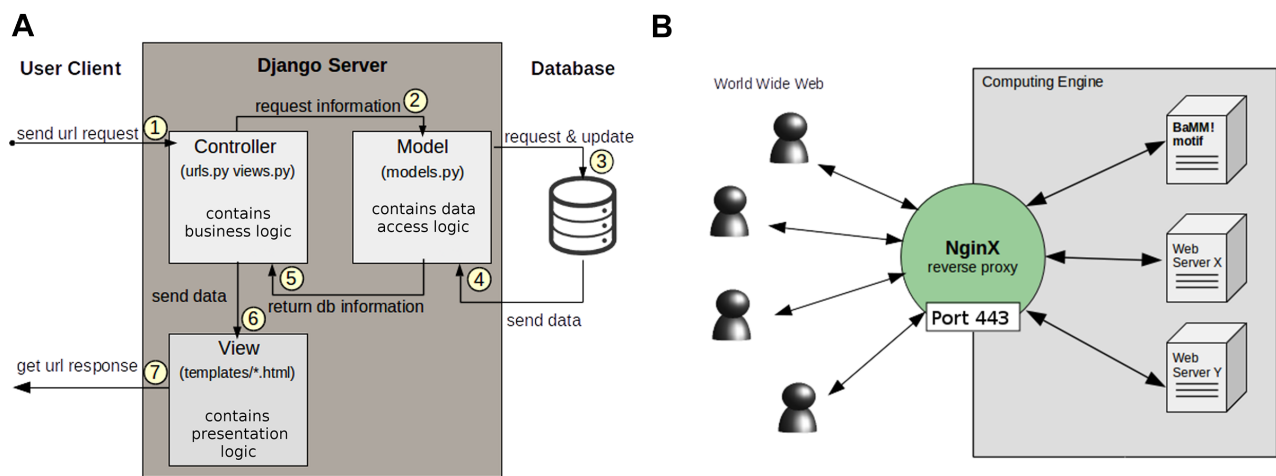 A
User Client
Django Server
Database
request information
2
send url request
1
Controller
(urls.py views.py)
contains
business logic
Model
(models.py)
contains data
access logic
request & update
3
5
4
return db information
send data
send data
6
View
(templates/*.html)
contains
presentation
logic
get url response
7
B
World Wide Web
Computing Engine
BaMM!
motif
NginX
reverse proxy
Port 443
Web
Server X
Web
Server Y